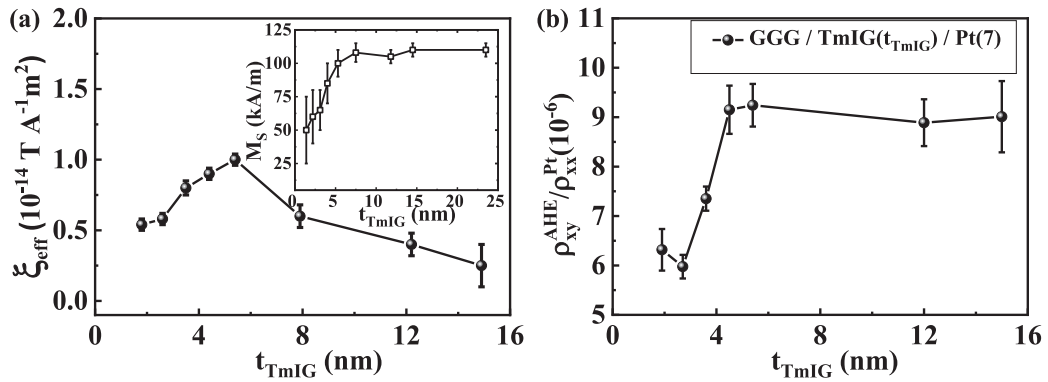 (a)
2.0
1.5
1.0
0.5
0.0
ξeff (10-14 T A-1m2)
0 4 8 12 16
tTmIG (nm)
125
100
75
50
25
MS (kA/m)
0 5 10 15 20 25
tTmIG (nm)
(b)
10
9
8
7
6
5
ρxyAHE/ρxxPt(10-6)
GGG / TmIG(tTmIG) / Pt(7)
0 4 8 12 16
tTmIG (nm)